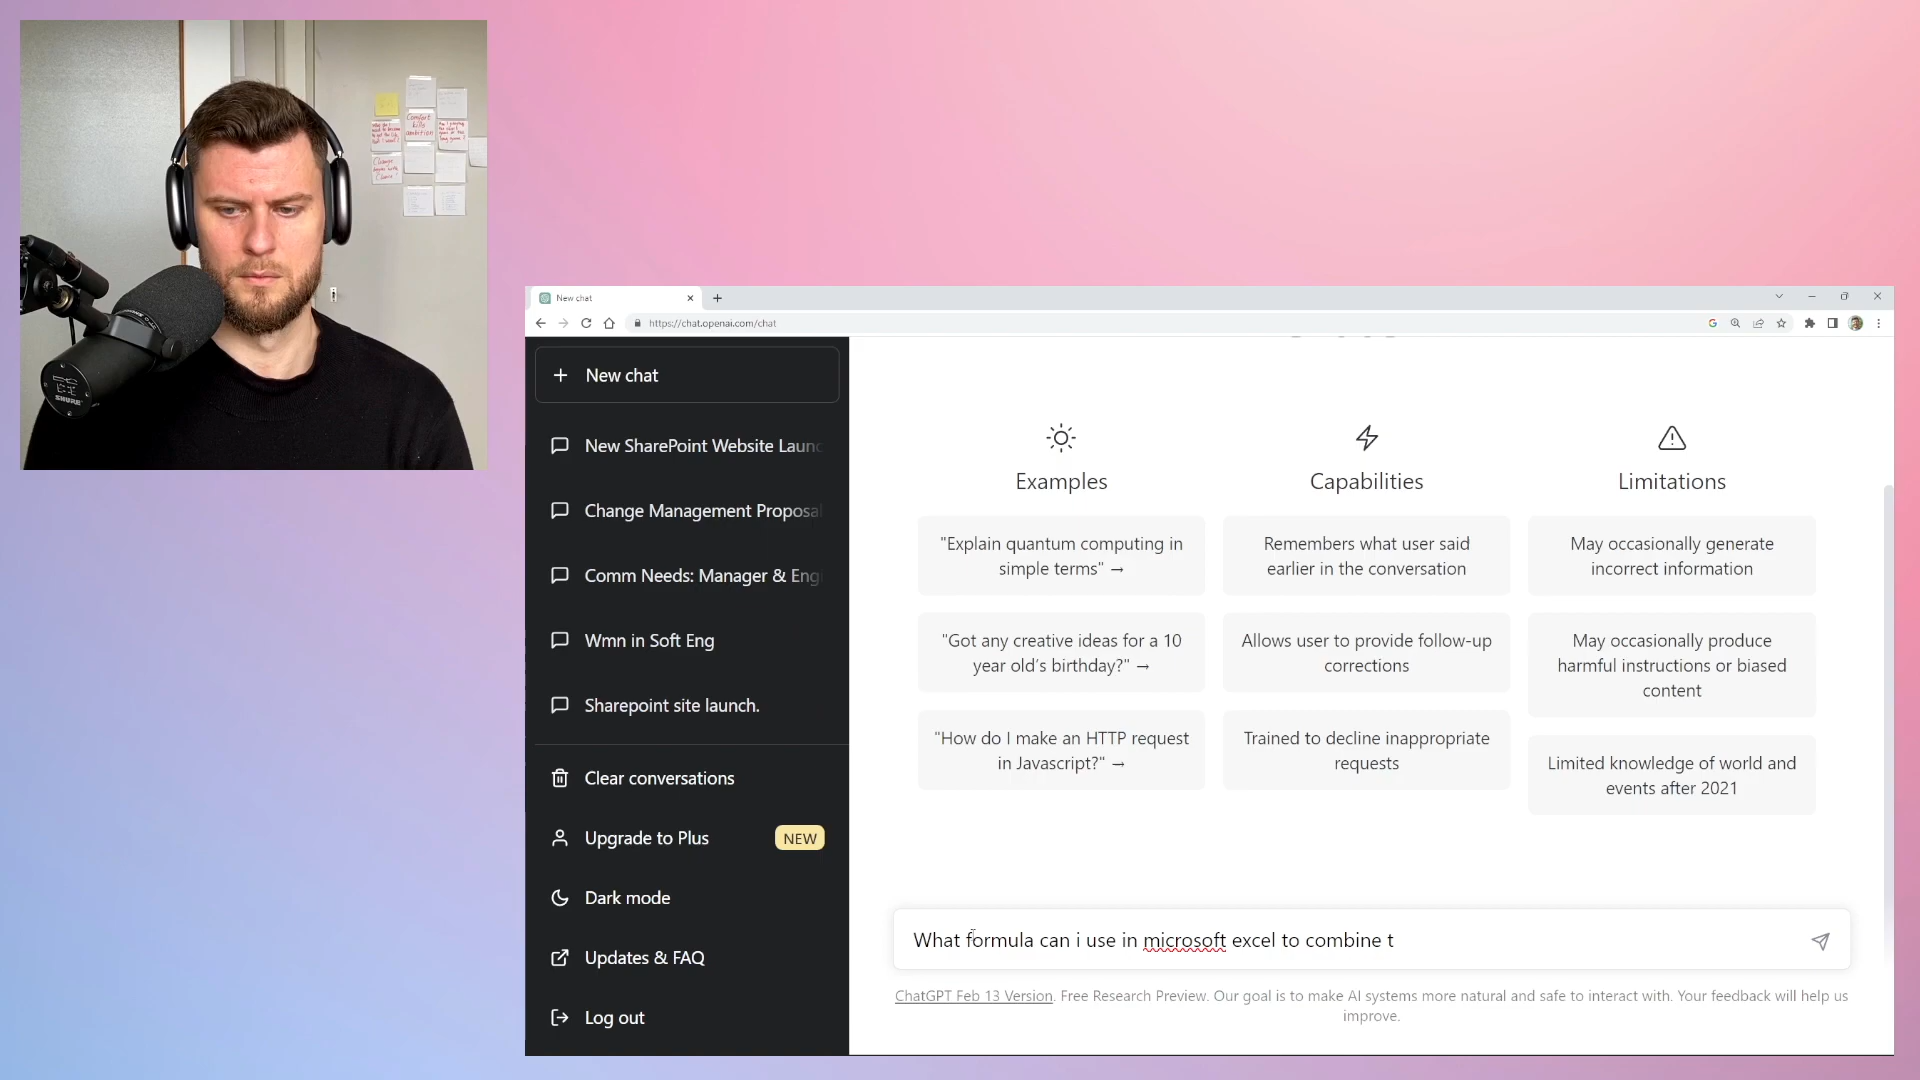 Comfort
kills
ambition
SHURE
New chat
https://chat.openai.com/chat
New chat
New SharePoint Website Laun
Change Management Proposal
Comm Needs: Manager & Eng
Wmn in Soft Eng
Sharepoint site launch.
Clear conversations
Upgrade to Plus
NEW
Dark mode
Updates & FAQ
Log out
Examples
"Explain quantum computing in
simple terms" →
"Got any creative ideas for a 10
year old's birthday?" →
"How do I make an HTTP request
in Javascript?" →
Capabilities
Remembers what user said
earlier in the conversation
Allows user to provide follow-up
corrections
Trained to decline inappropriate
requests
Limitations
May occasionally generate
incorrect information
May occasionally produce
harmful instructions or biased
content
Limited knowledge of world and
events after 2021
What formula can i use in microsoft excel to combine t
ChatGPT Feb 13 Version. Free Research Preview. Our goal is to make AI systems more natural and safe to interact with. Your feedback will help us
improve.